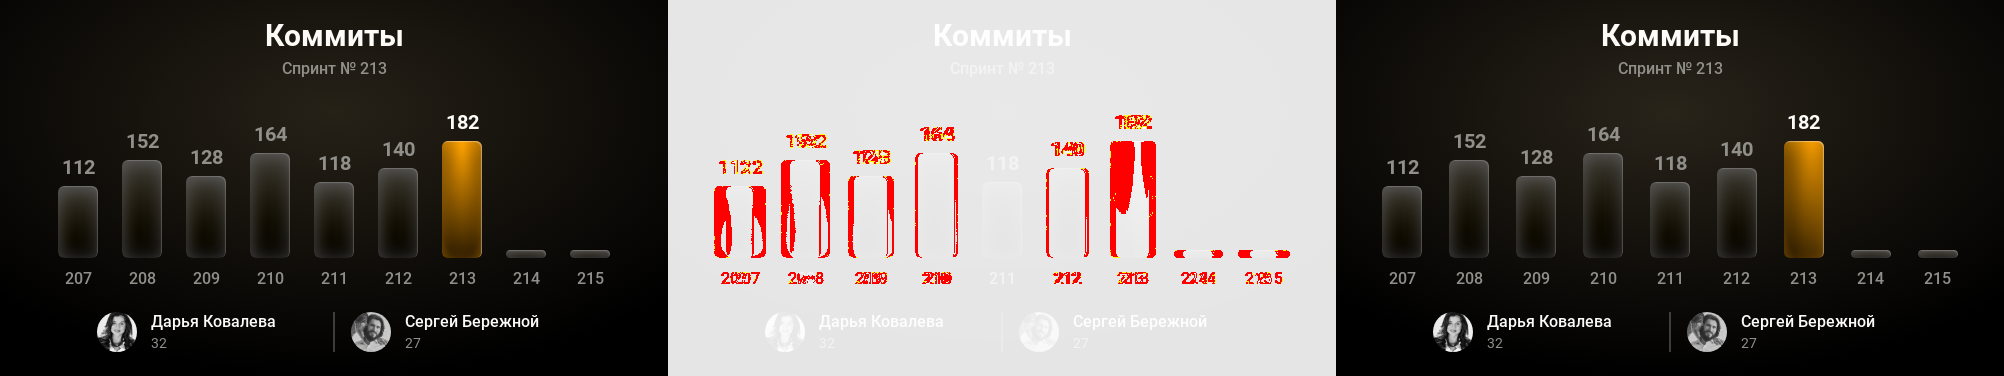 Коммиты
Спринт № 213
112 152 128 164 118 140 182
207 208 209 210 211 212 213 214 215
Дарья Ковалева
32
Сергей Бережной
27
Коммиты
Спринт № 213
118
211
Дарья Ковалева
32
Сергей Бережной
27
Коммиты
Спринт № 213
112 152 128 164 118 140 182
207 208 209 210 211 212 213 214 215
Дарья Ковалева
32
Сергей Бережной
27